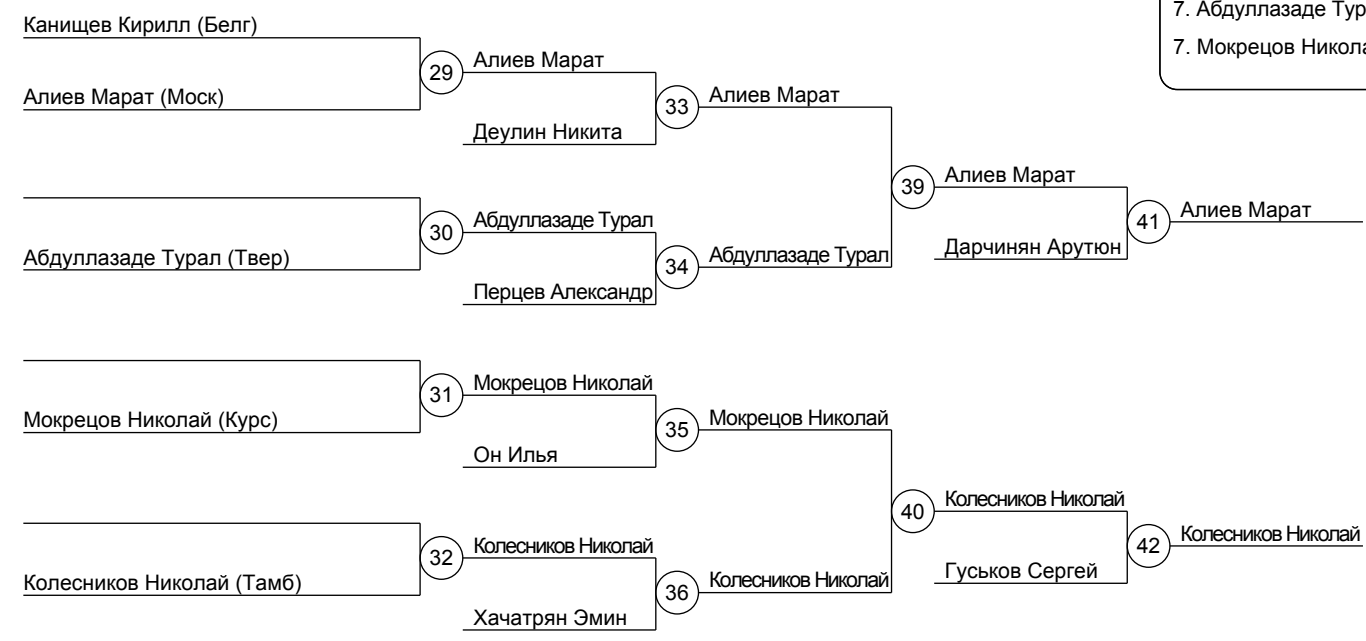 7. Абдуллазаде
7. Мокрецов
Канищев Кирилл (Белг)
29
Алиев Марат
Алиев Марат (Моск)
33
Алиев Марат
Деулин Никита
39
Алиев Марат
30
Абдуллазаде Турал
Абдуллазаде Турал (Твер)
34
Абдуллазаде Турал
Дарчинян Арутюн
41
Алиев Марат
Перцев Александр
31
Мокрецов Николай
Мокрецов Николай (Курс)
35
Мокрецов Николай
Он Илья
40
Колесников Николай
32
Колесников Николай
Колесников Николай (Тамб)
36
Колесников Николай
Гуськов Сергей
42
Колесников Николай
Хачатрян Эмин